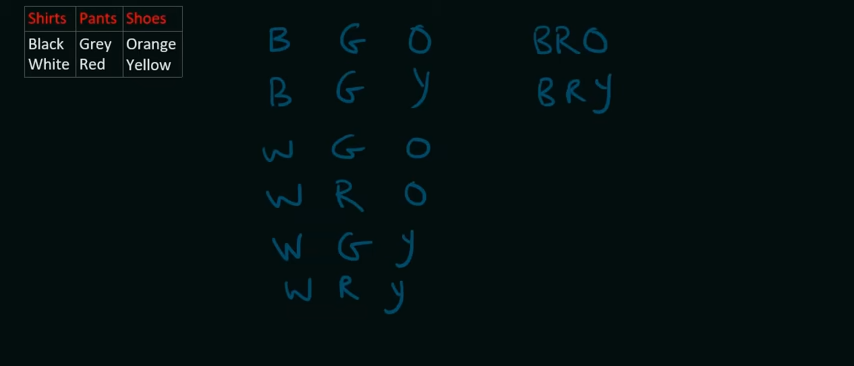 Shirts Pants Shoes
Black Grey Orange
White Red Yellow
B G O
B G Y
W G O
W R O
W G Y
W R Y
BRO
BRY